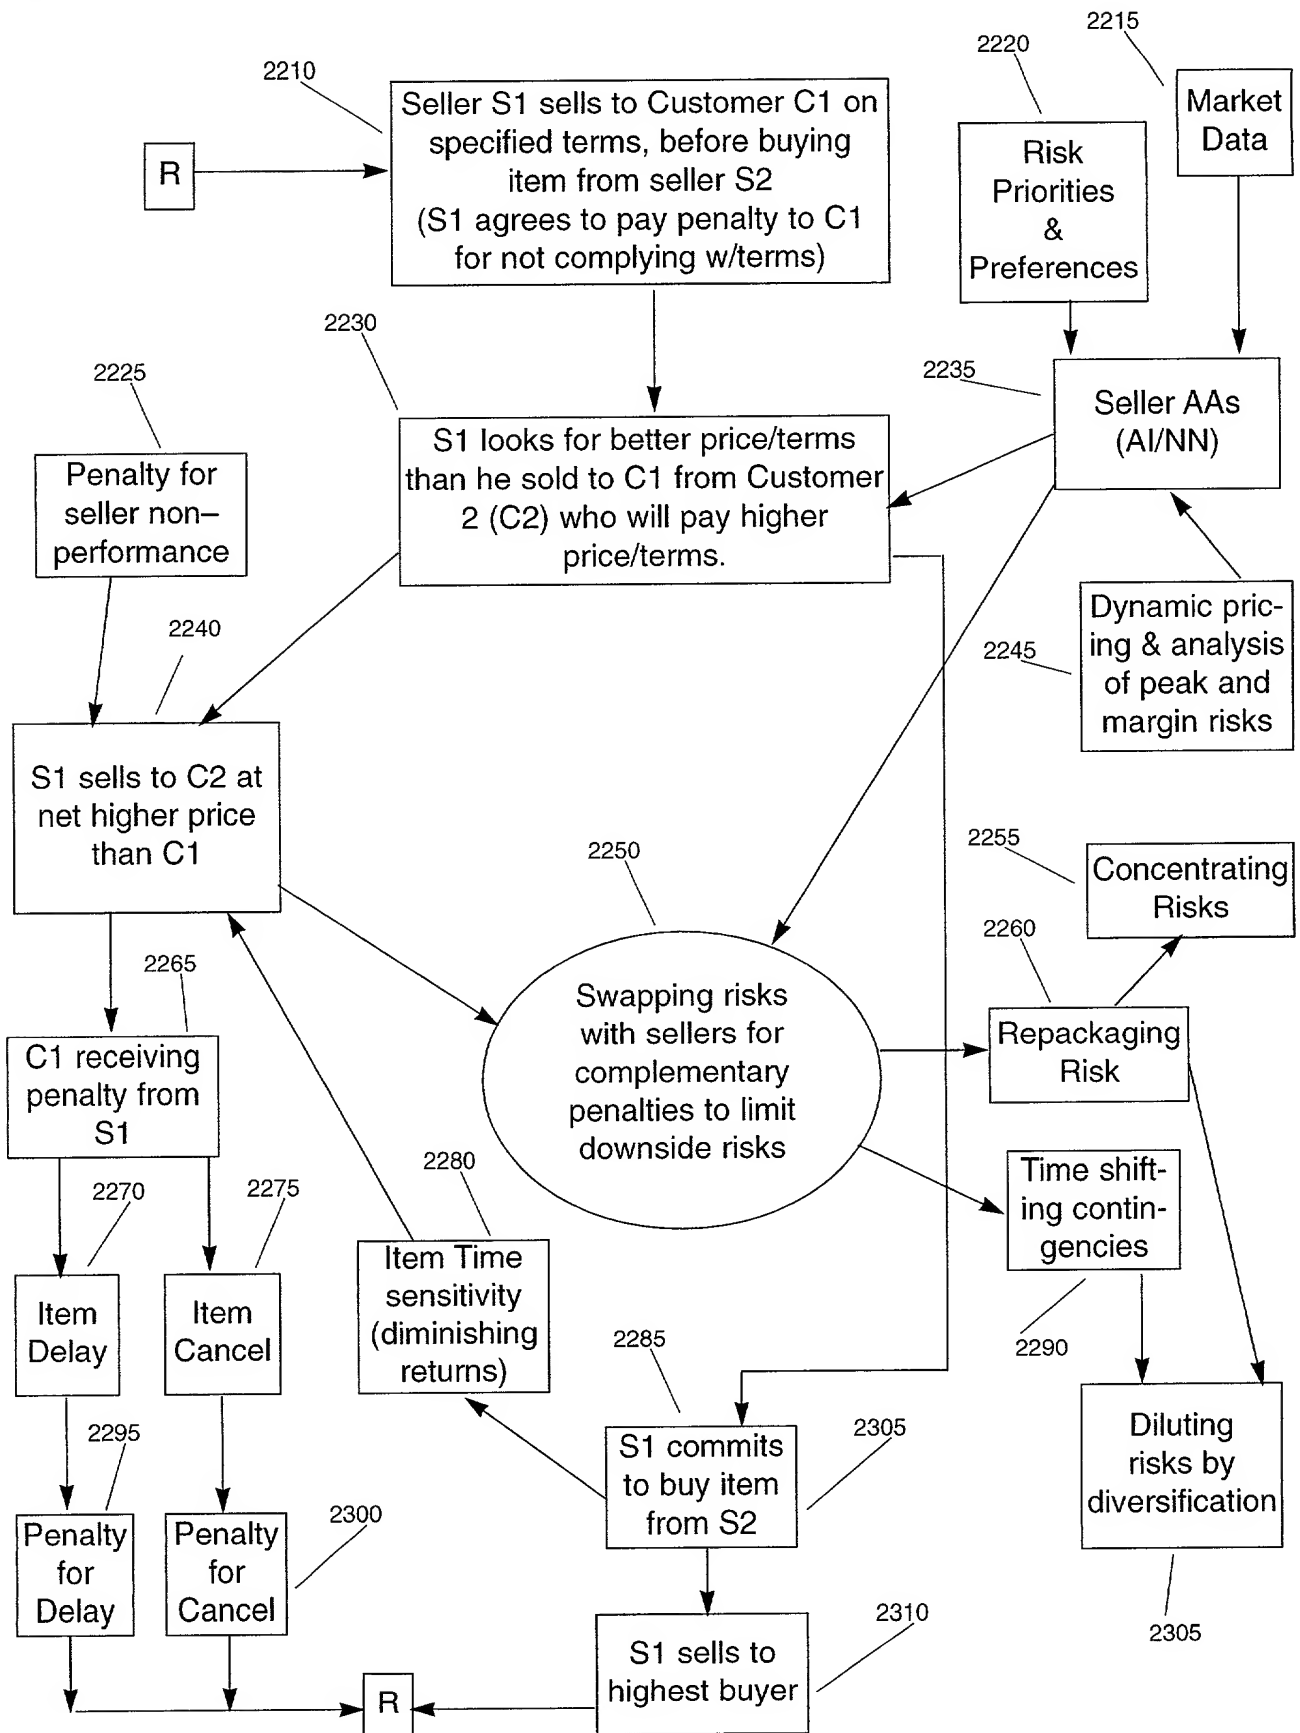 2215
2220
2210
Seller S1 sells to Customer C1 on
specified terms, before buying
item from seller S2
(S1 agrees to pay penalty to C1
for not complying w/terms)
Market
Data
Risk
Priorities
&
Preferences
R
2230
2225
2235
Seller AAs
(AI/NN)
S1 looks for better price/terms
than he sold to C1 from Customer
2 (C2) who will pay higher
price/terms.
Penalty for
seller non–
performance
2240
2245
Dynamic pric-
ing & analysis
of peak and
margin risks
S1 sells to C2 at
net higher price
than C1
2250
2255
Concentrating
Risks
2260
2265
Swapping risks
with sellers for
complementary
penalties to limit
downside risks
Repackaging
Risk
C1 receiving
penalty from
S1
2280
2270
2275
Time shift-
ing contin-
gencies
2290
Item Time
sensitivity
(diminishing
returns)
Item
Delay
Item
Cancel
2285
2295
2305
S1 commits
to buy item
from S2
Diluting
risks by
diversification
2300
Penalty
for
Delay
Penalty
for
Cancel
2310
2305
S1 sells to
highest buyer
R